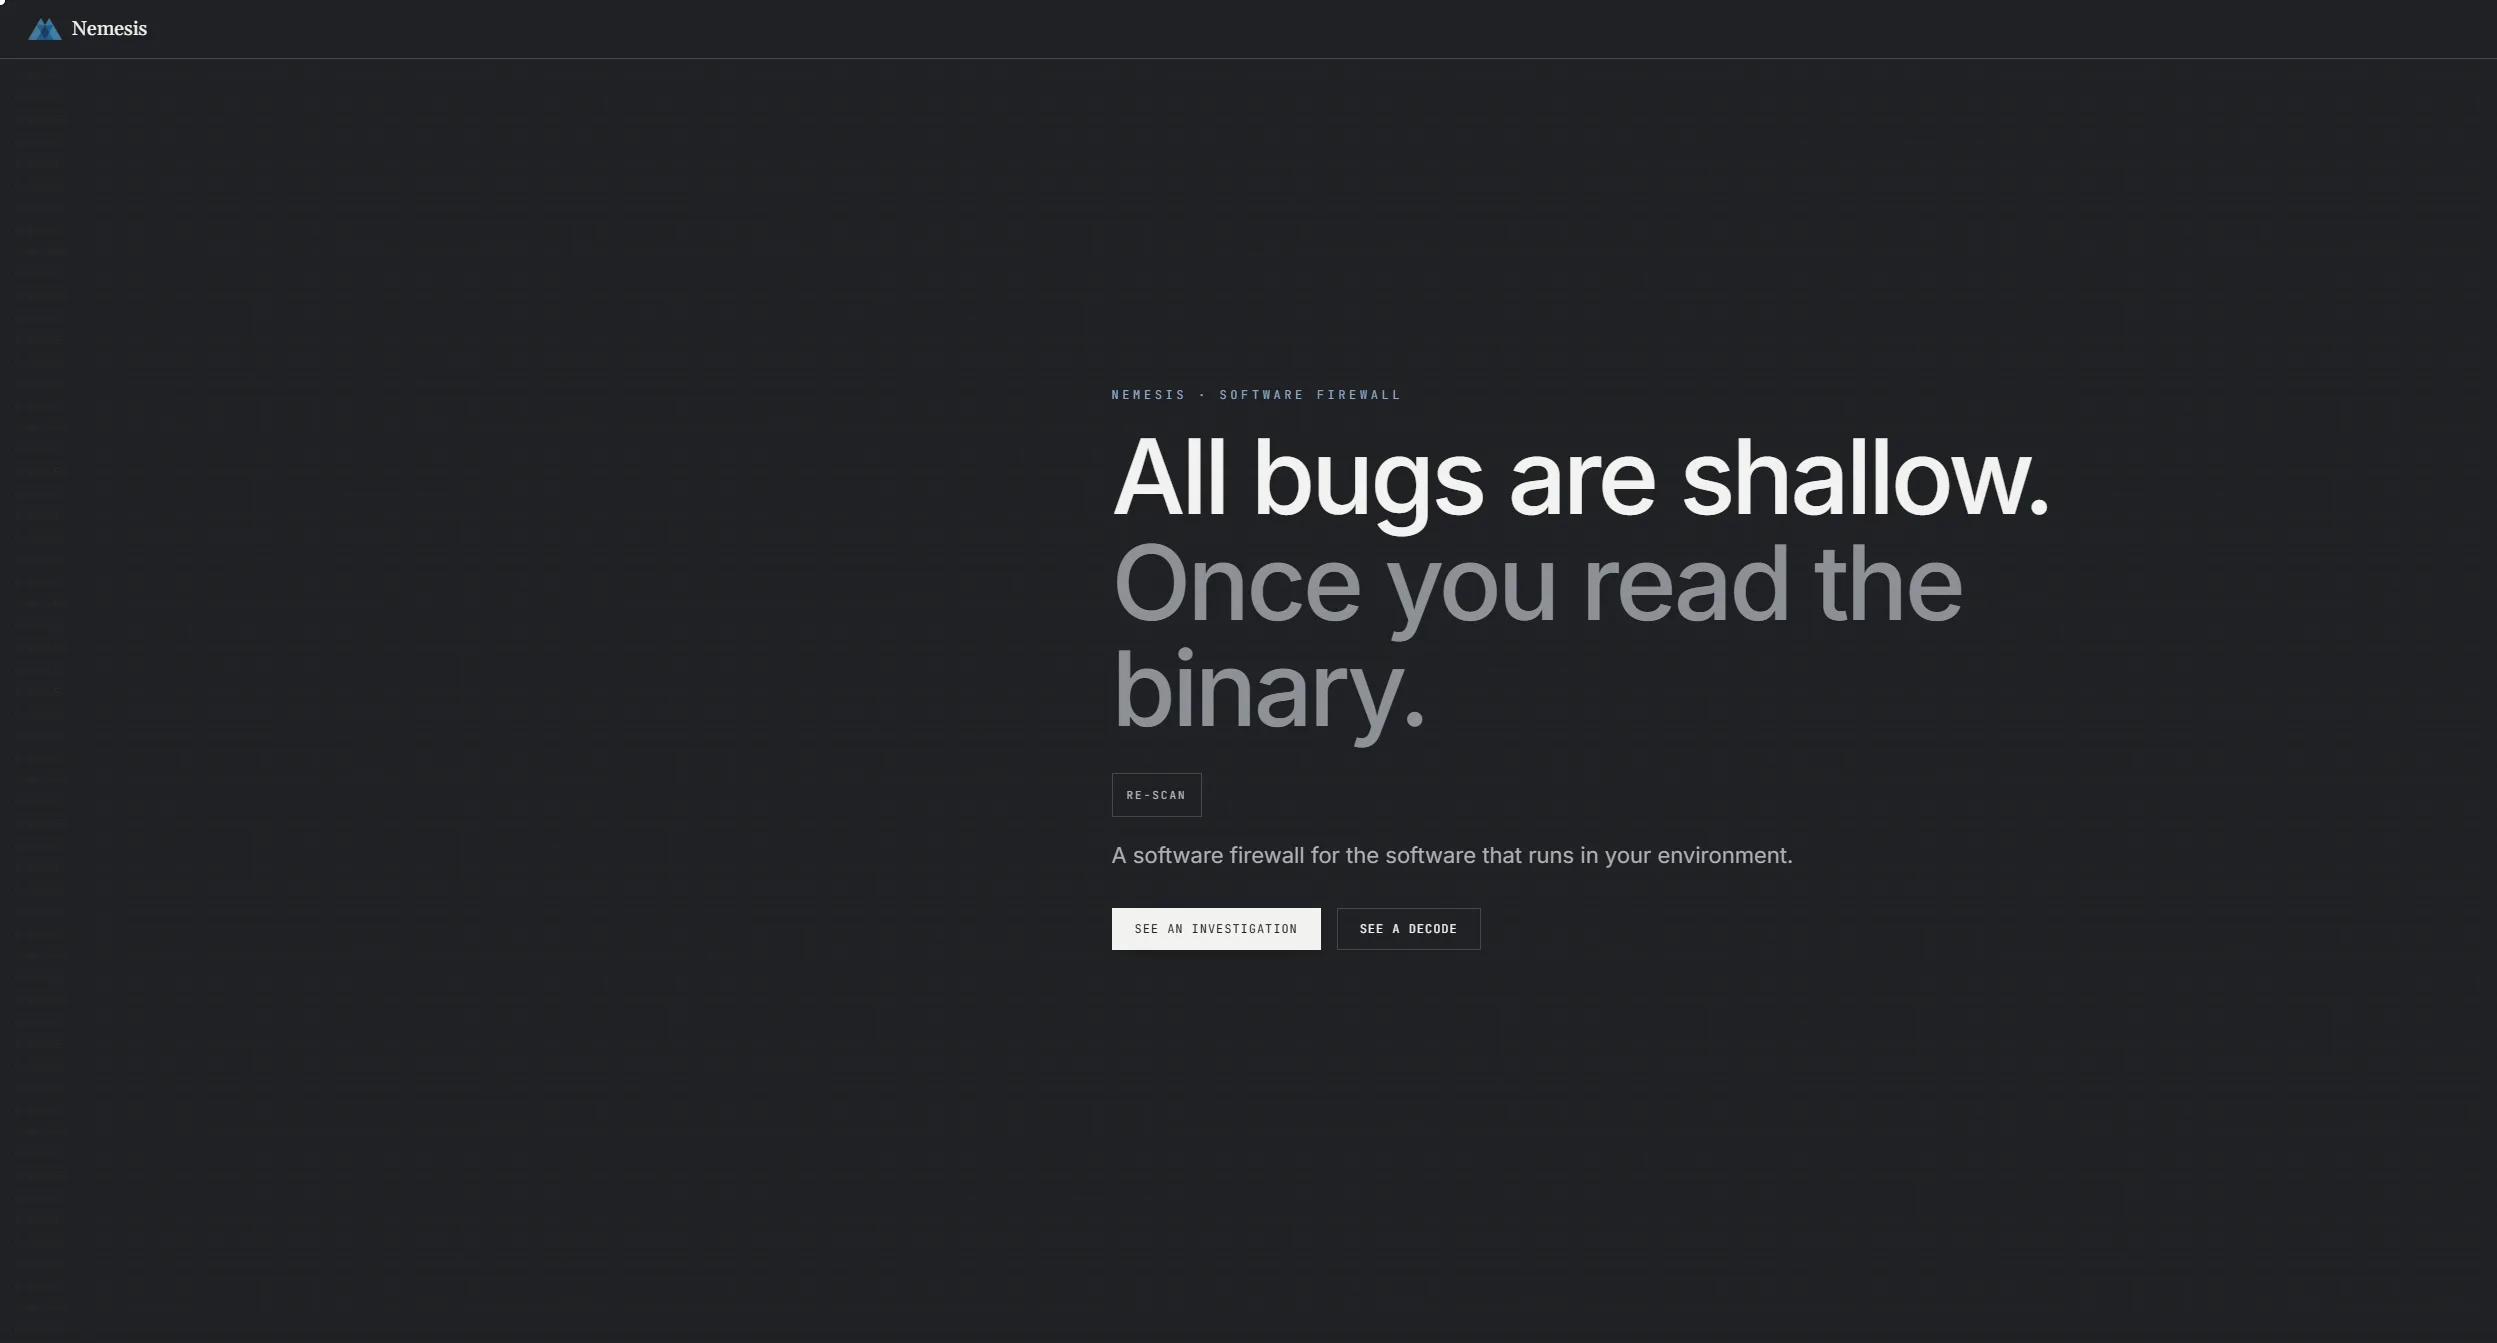 Nemesis
NEMESIS · SOFTWARE FIREWALL
All bugs are shallow.
Once you read the
binary.
RE-SCAN
A software firewall for the software that runs in your environment.
SEE AN INVESTIGATION
SEE A DECODE